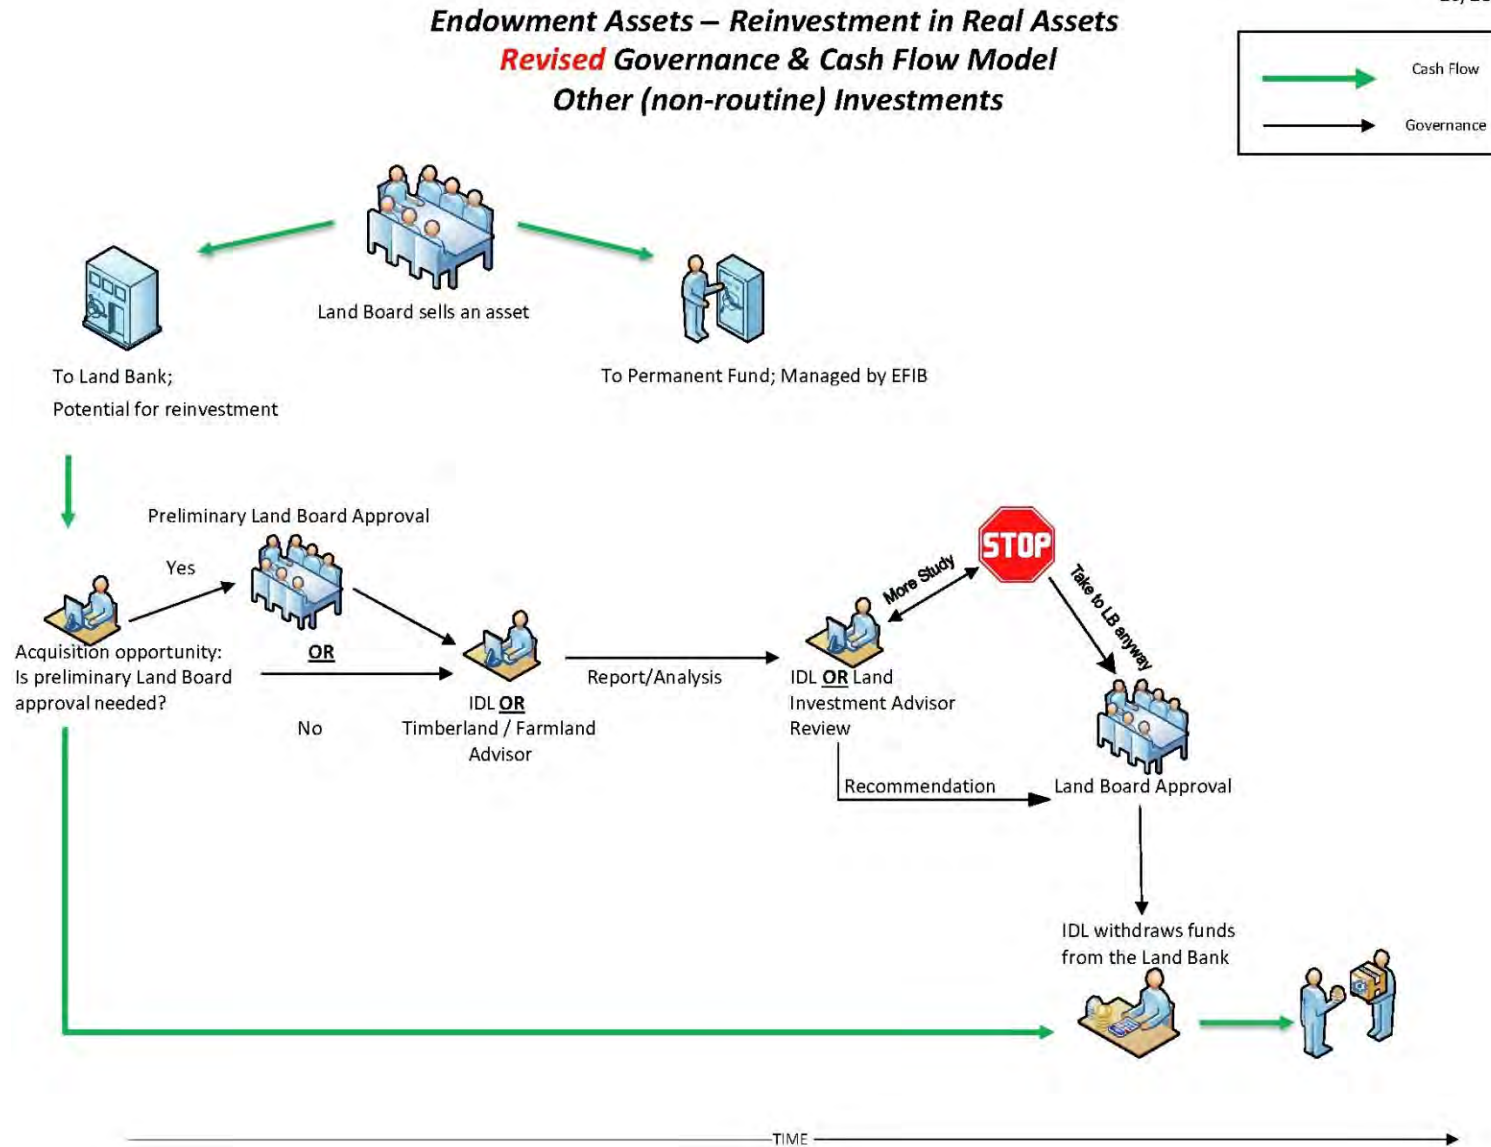 Endowment Assets – Reinvestment in Real Assets
Revised Governance & Cash Flow Model
Other (non-routine) Investments
Cash Flow
Governance
Land Board sells an asset
To Land Bank;
Potential for reinvestment
To Permanent Fund; Managed by EFIB
Preliminary Land Board Approval
Yes
STOP
More Study
Take to LB anyway
Acquisition opportunity:
Is preliminary Land Board
approval needed?
OR
No
IDL OR
Timberland / Farmland
Advisor
Report/Analysis
IDL OR Land
Investment Advisor
Review
Recommendation
Land Board Approval
IDL withdraws funds
from the Land Bank
TIME